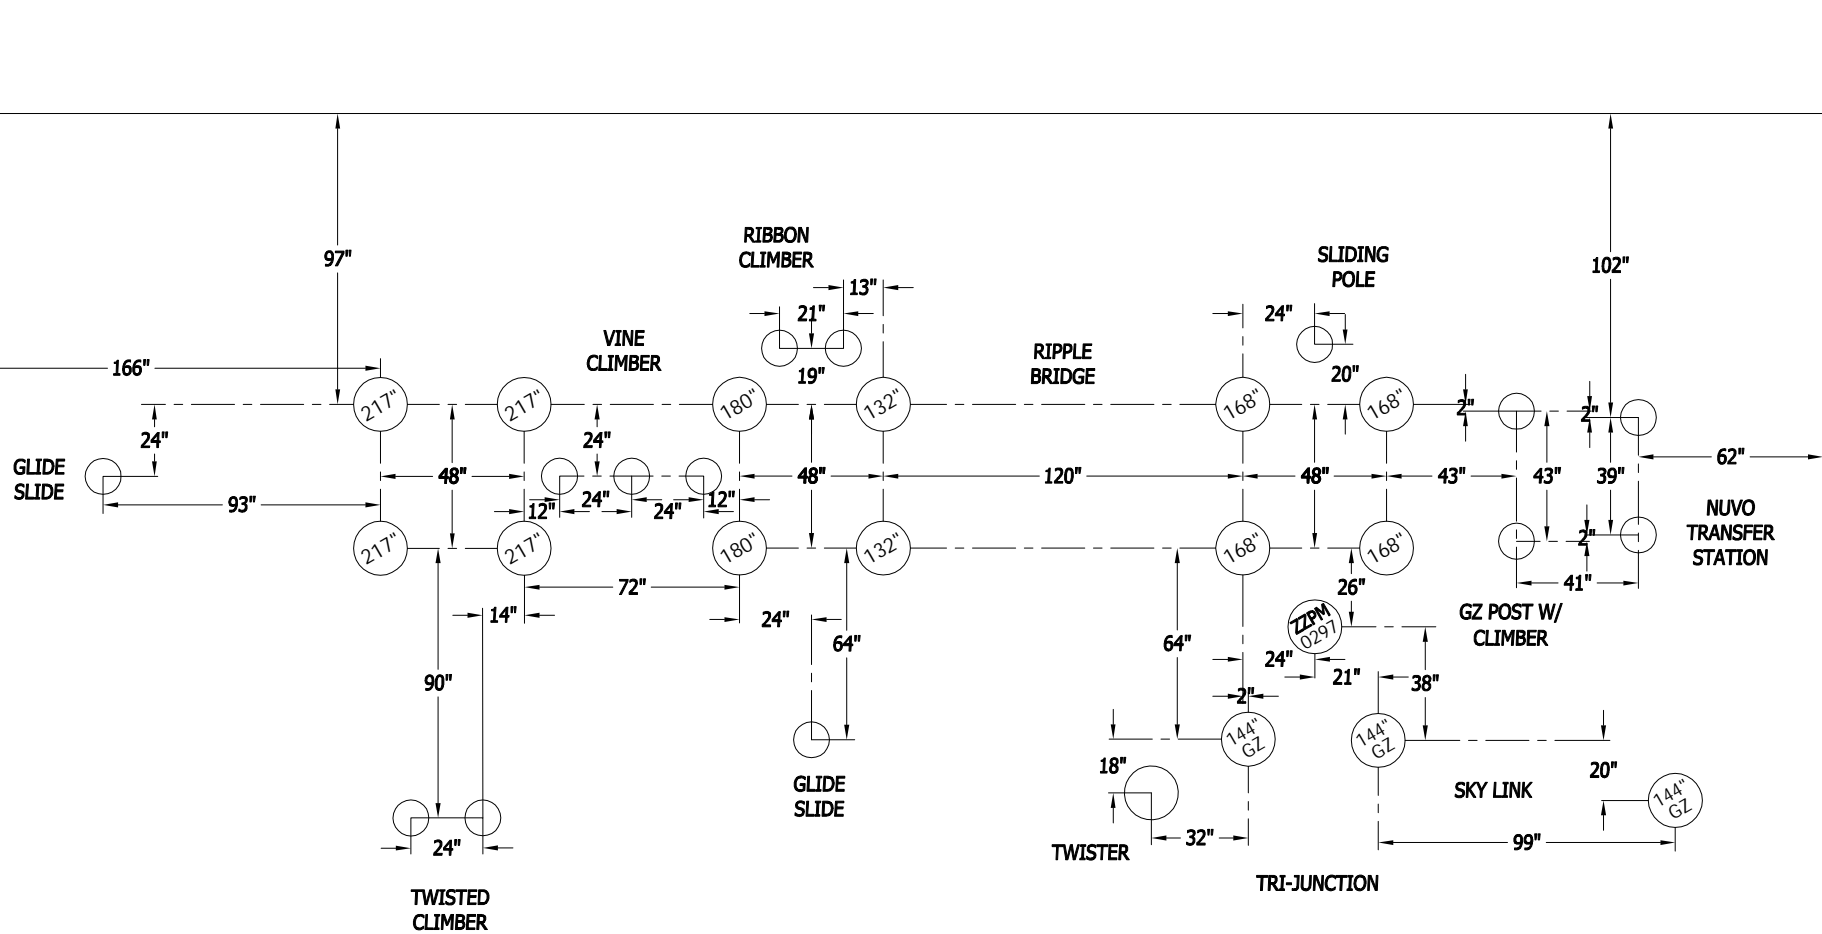 RIBBON
CLIMBER
SLIDING
POLE
97"
102"
13"
21"
24"
VINE
CLIMBER
RIPPLE
BRIDGE
166"
19"
20"
217"
217"
180"
132"
168"
168"
2"
2"
24"
24"
GLIDE
SLIDE
48"
48"
120"
48"
43"
43"
39"
62"
93"
24"
12"
12"
24"
NUVO
TRANSFER
STATION
217"
217"
180"
132"
168"
168"
2"
72"
26"
41"
14"
24"
ZZPM
0297
GZ POST W/
CLIMBER
64"
64"
24"
21"
90"
38"
2"
144"
GZ
144"
GZ
18"
20"
GLIDE
SLIDE
SKY LINK
144"
GZ
24"
32"
99"
TWISTER
TRI-JUNCTION
TWISTED
CLIMBER